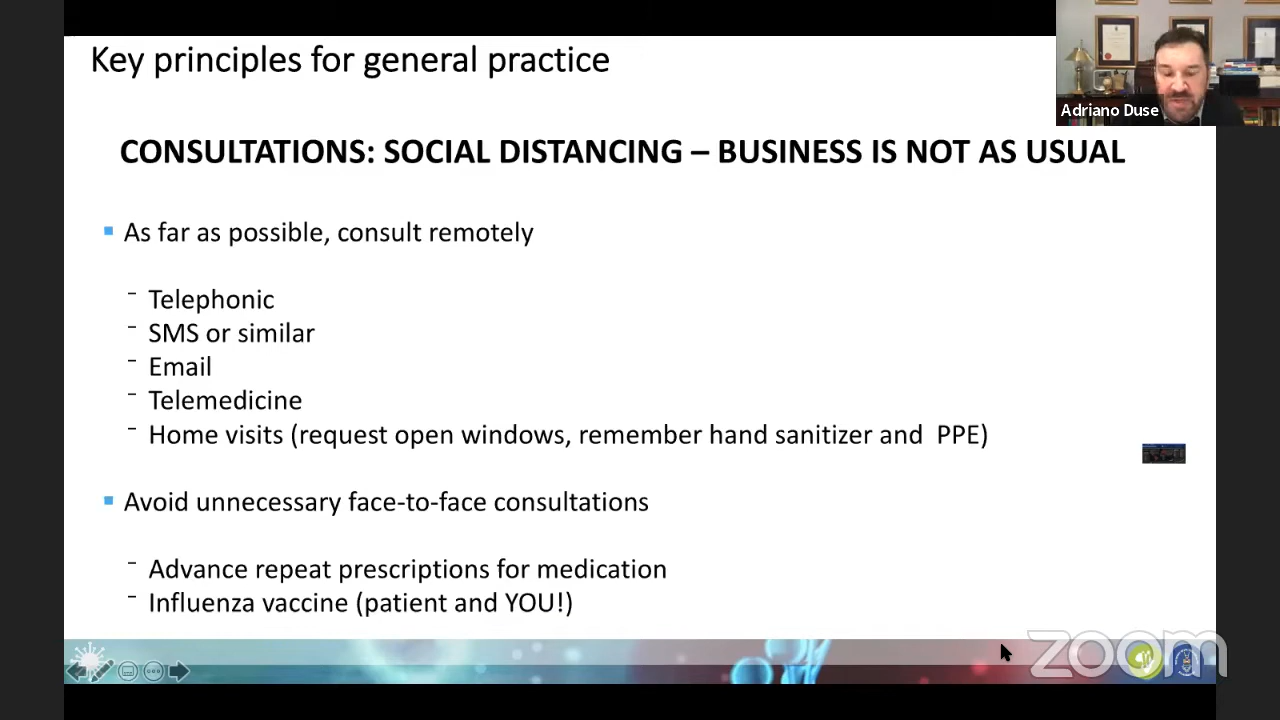 Key principles for general practice
Adriano Duse
CONSULTATIONS: SOCIAL DISTANCING – BUSINESS IS NOT AS USUAL
As far as possible, consult remotely
Telephonic
SMS or similar
Email
Telemedicine
Home visits (request open windows, remember hand sanitizer and  PPE)
Avoid unnecessary face-to-face consultations
Advance repeat prescriptions for medication
Influenza vaccine (patient and YOU!)
zoom